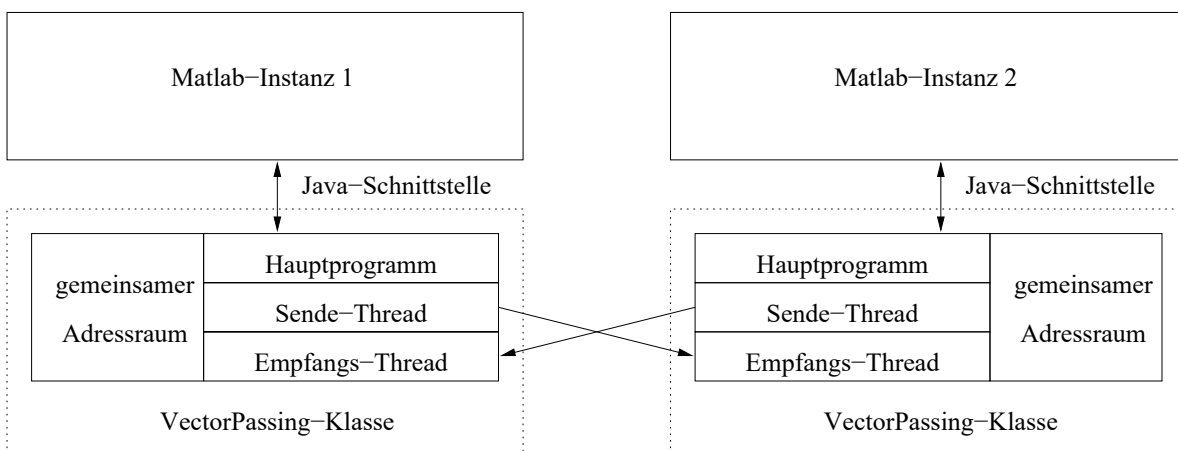 Matlab−Instanz 1
Matlab−Instanz 2
Java−Schnittstelle
Java−Schnittstelle
gemeinsamer
Adressraum
Hauptprogramm
Sende−Thread
Empfangs−Thread
Hauptprogramm
Sende−Thread
Empfangs−Thread
gemeinsamer
Adressraum
VectorPassing−Klasse
VectorPassing−Klasse